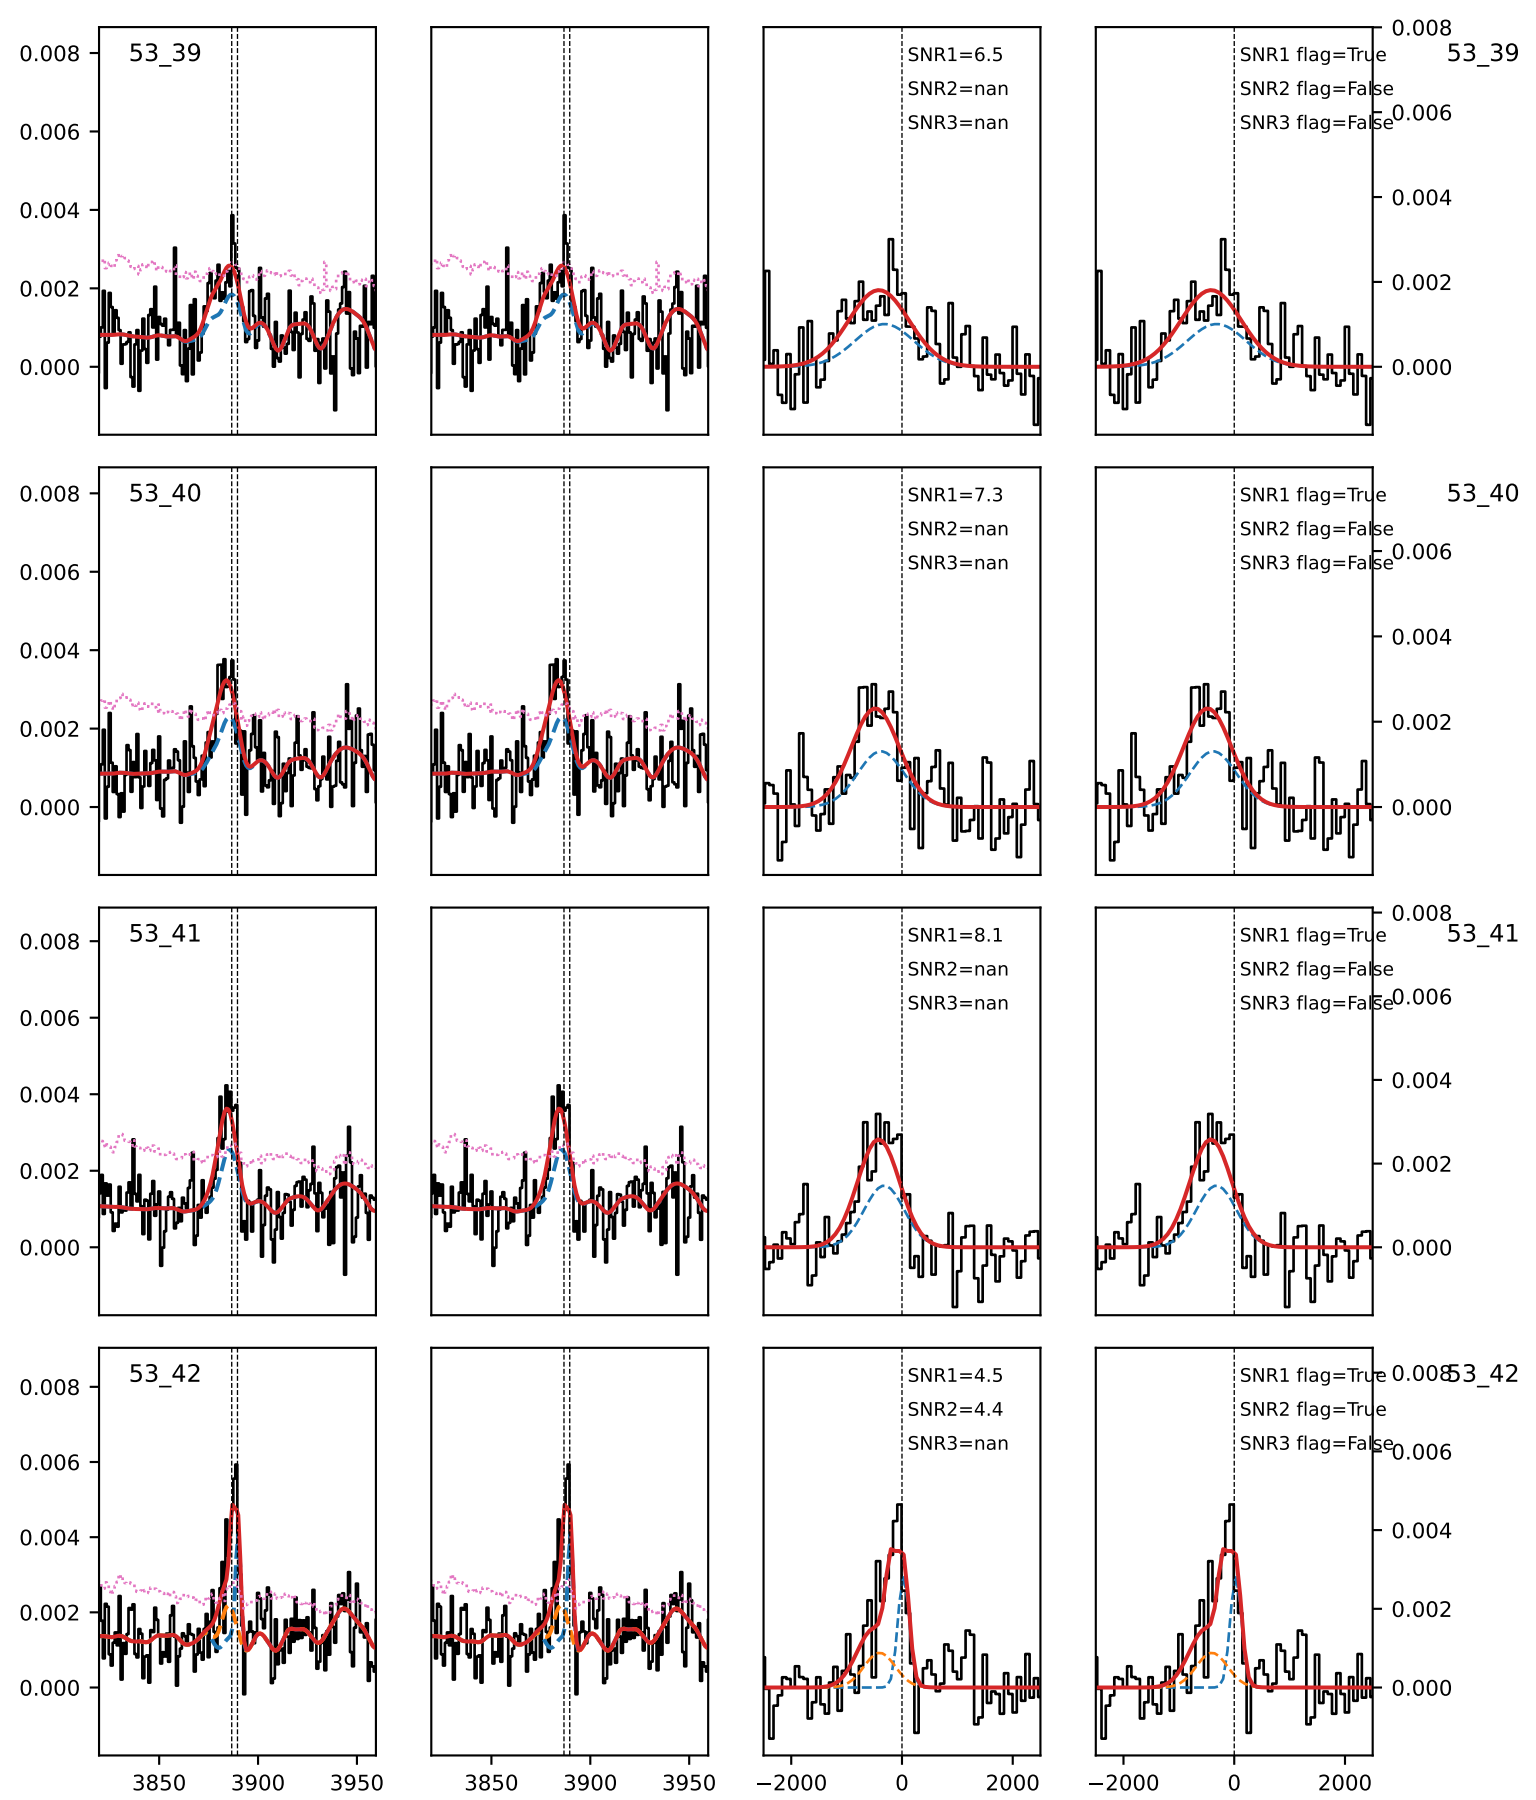 0.008
53_39
SNR1=6.5
SNR1 flag=True
0.008
53_39
SNR2=nan
SNR2 flag=False
0.006
SNR3=nan
SNR3 flag=False
0.006
0.004
0.004
0.002
0.002
0.000
0.000
0.008
53_40
SNR1=7.3
SNR1 flag=True
53_40
SNR2=nan
SNR2 flag=False
0.006
SNR3=nan
SNR3 flag=False
0.006
0.004
0.004
0.002
0.002
0.000
0.000
0.008
53_41
SNR1=8.1
SNR1 flag=True
0.008
53_41
SNR2=nan
SNR2 flag=False
0.006
SNR3=nan
SNR3 flag=False
0.006
0.004
0.004
0.002
0.002
0.000
0.000
0.008
53_42
SNR1=4.5
SNR1 flag=True
0.008
53_42
SNR2=4.4
SNR2 flag=True
0.006
SNR3=nan
SNR3 flag=False
0.006
0.004
0.004
0.002
0.002
0.000
0.000
3850 3900 3950
3850 3900 3950
−2000 0 2000
−2000 0 2000